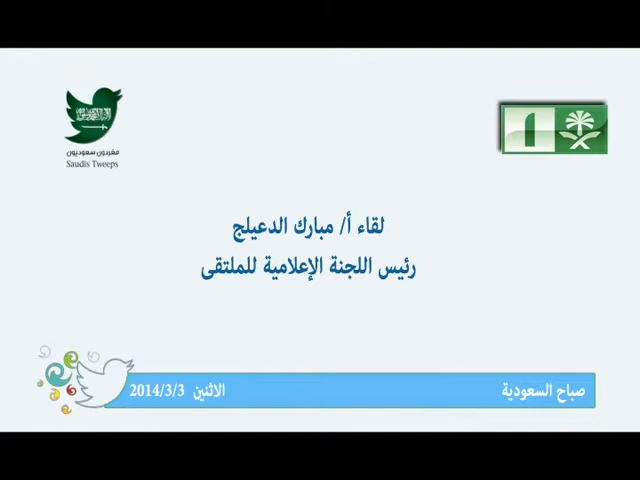 مغردون سعوديون
Saudis Tweeps
لقاء أ/ مبارك الدعيلج
رئيس اللجنة الإعلامية للملتقى
صباح السعودية
الاثنين 2014/3/3